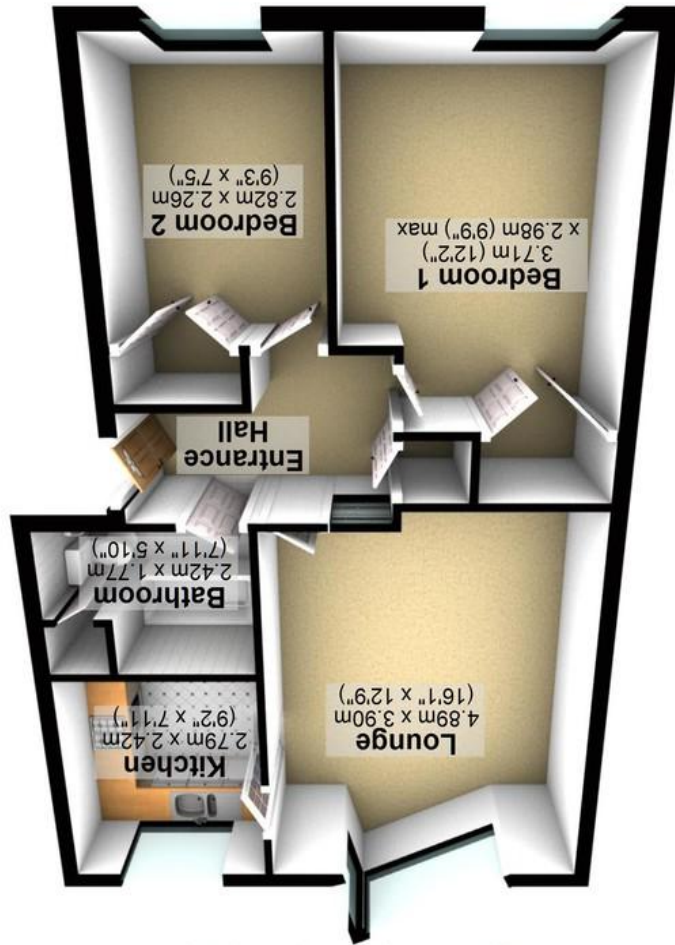 Lounge
4.89m x 3.90m
(16'1" x 12'9")
Kitchen
2.79m x 2.42m
(9'2" x 7'11")
Bathroom
2.42m x 1.77m
(7'11" x 5'10")
Entrance
Hall
Bedroom 1
3.71m (12'2")
x 2.98m (9'9") max
Bedroom 2
2.82m x 2.26m
(9'3" x 7'5")